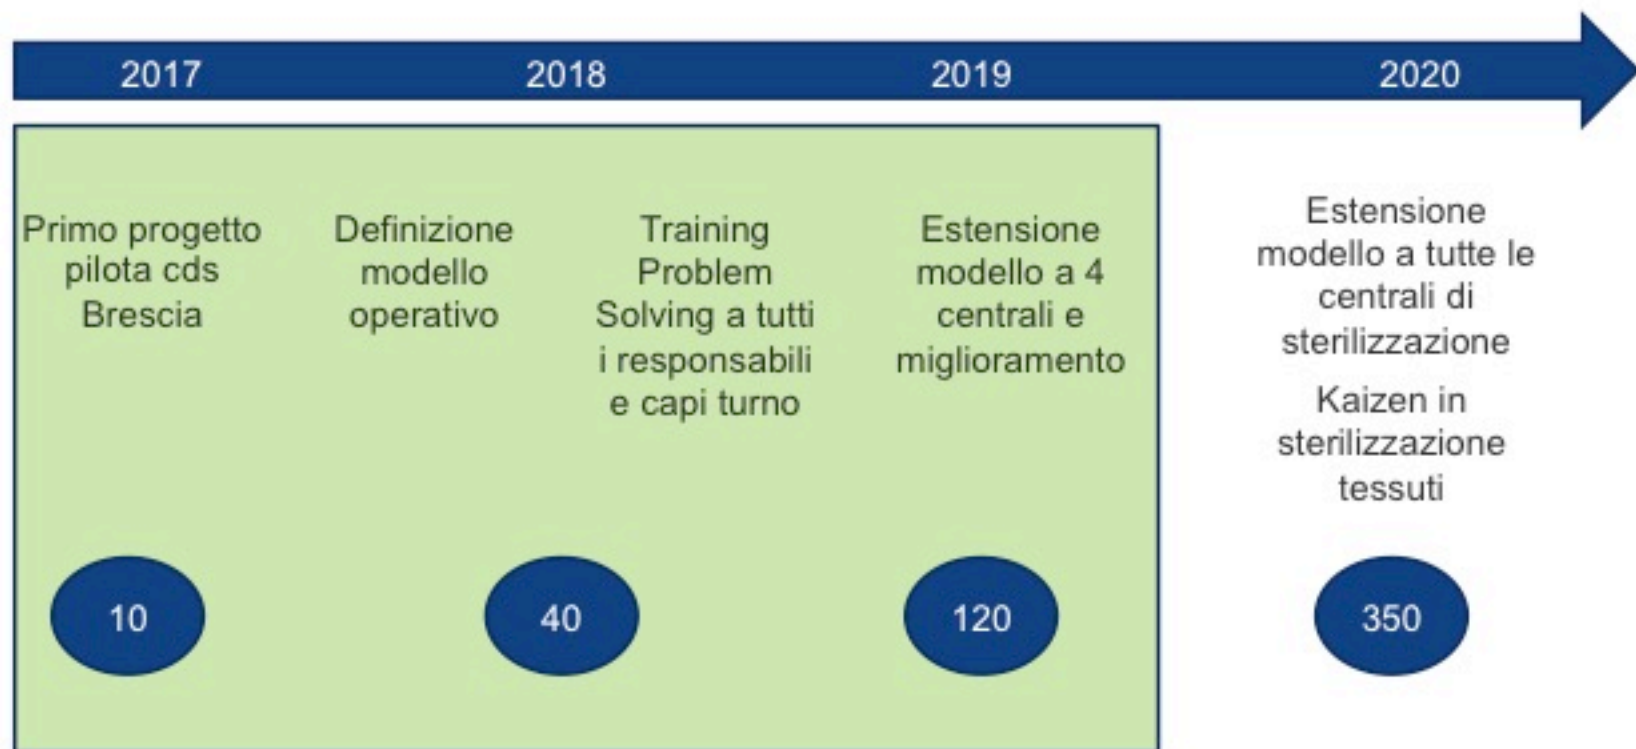 2017
2018
2019
2020
Primo progetto
pilota cds
Brescia
Definizione
modello
operativo
Training
Problem
Solving a tutti
i responsabili
e capi turno
Estensione
modello a 4
centrali e
miglioramento
Estensione
modello a tutte le
centrali di
sterilizzazione
Kaizen in
sterilizzazione
tessuti
10
40
120
350